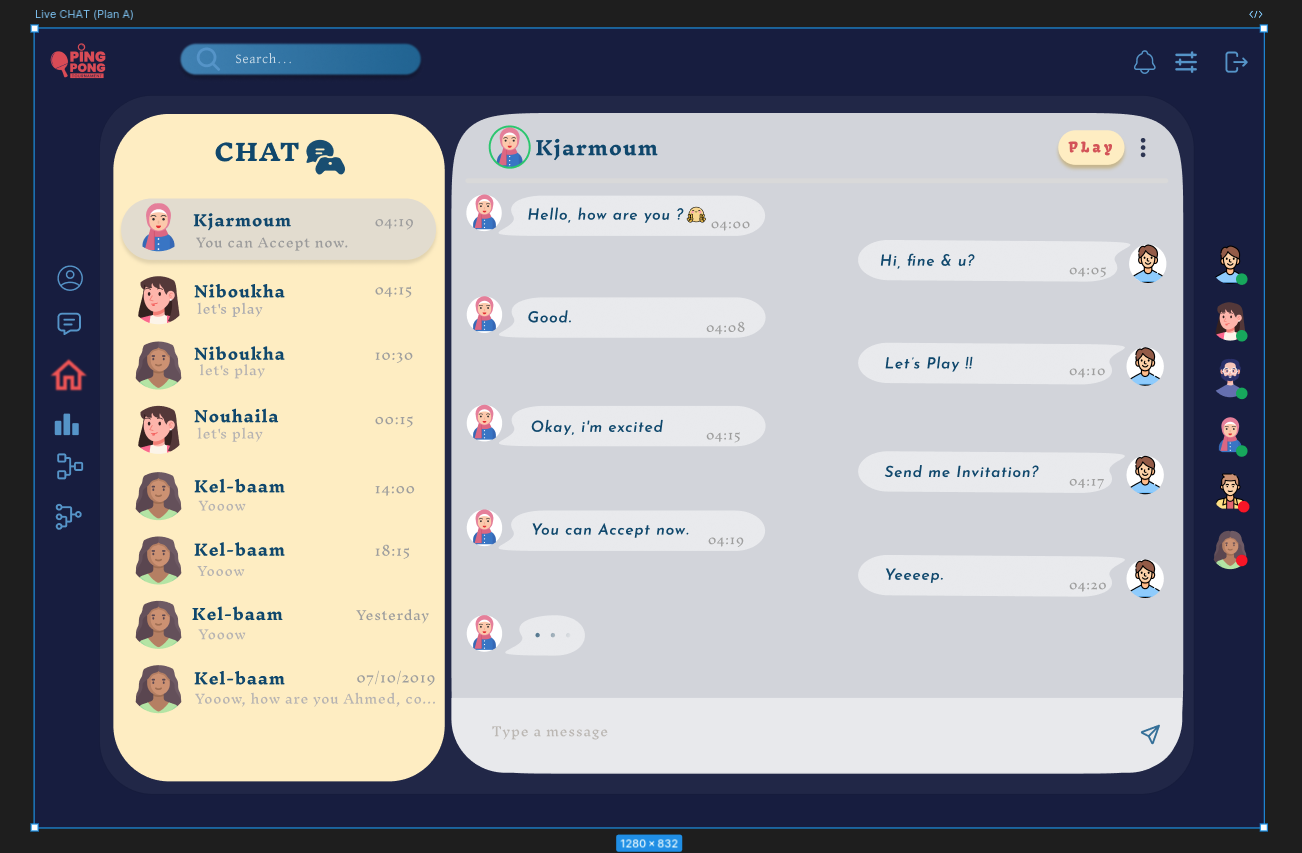 Live CHAT (Plan A)
</>
PING
PONG
TOURNAMENT
Search...
CHAT
Kjarmoum
04:19
You can Accept now.
Niboukha
04:15
let's play
Niboukha
10:30
let's play
Nouhaila
00:15
let's play
Kel-baam
14:00
Yooow
Kel-baam
18:15
Yooow
Kel-baam
Yesterday
Yooow
Kel-baam
07/10/2019
Yooow, how are you Ahmed, co...
Kjarmoum
PLay
Hello, how are you ?
04:00
Hi, fine & u?
04:05
Good.
04:08
Let's Play !!
04:10
Okay, i'm excited
04:15
Send me Invitation?
04:17
You can Accept now.
04:19
Yeeeep.
04:20
Type a message
1280 × 832